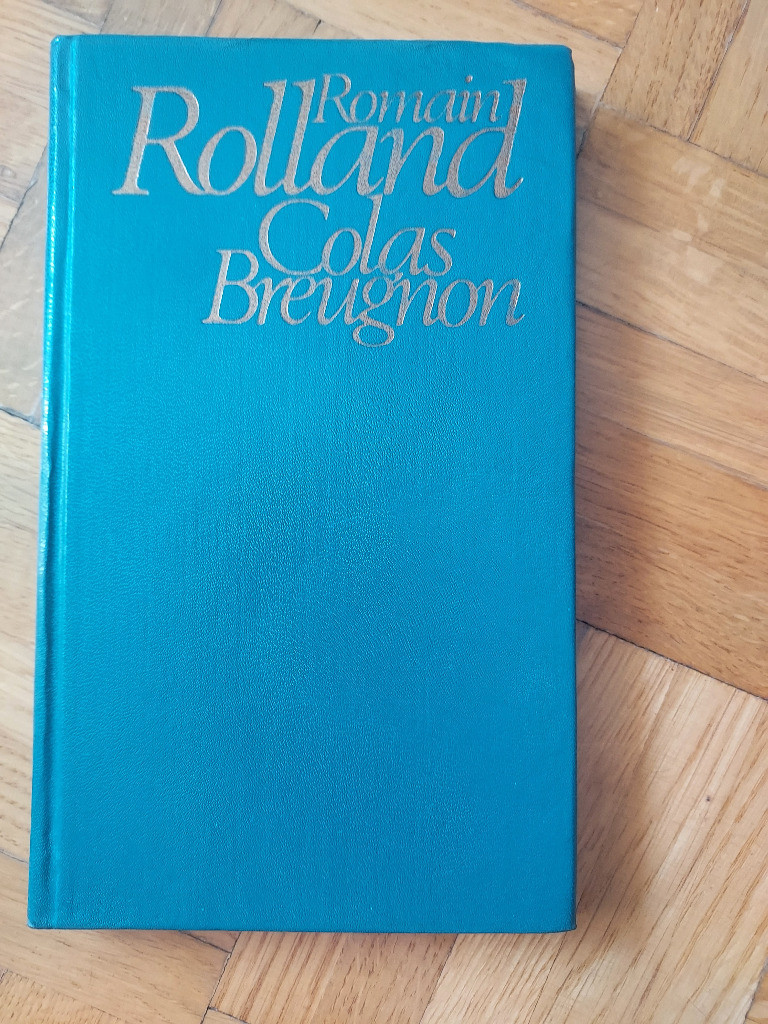 Romain
Rolland
Colas
Breugnon